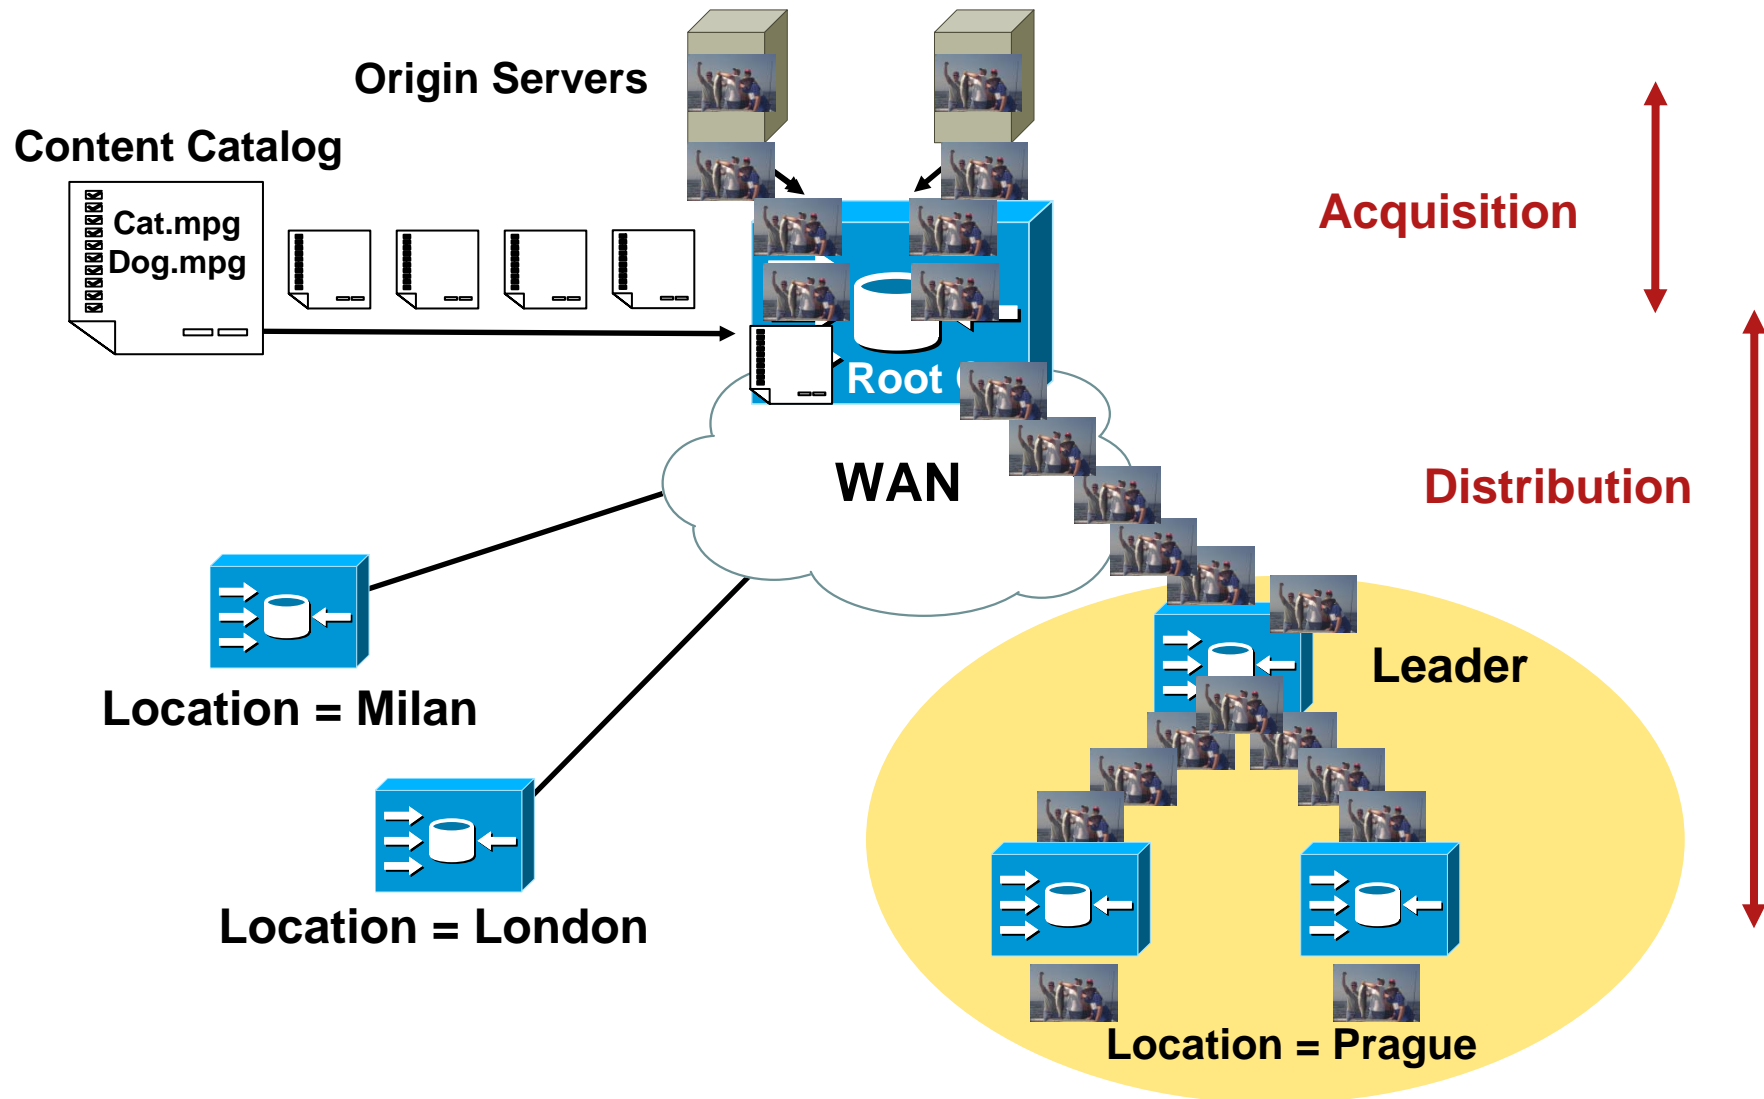 Origin Servers
Content Catalog
Cat.mpg
Dog.mpg
Acquisition
Root
WAN
Distribution
Leader
Location = Milan
Location = London
Location = Prague